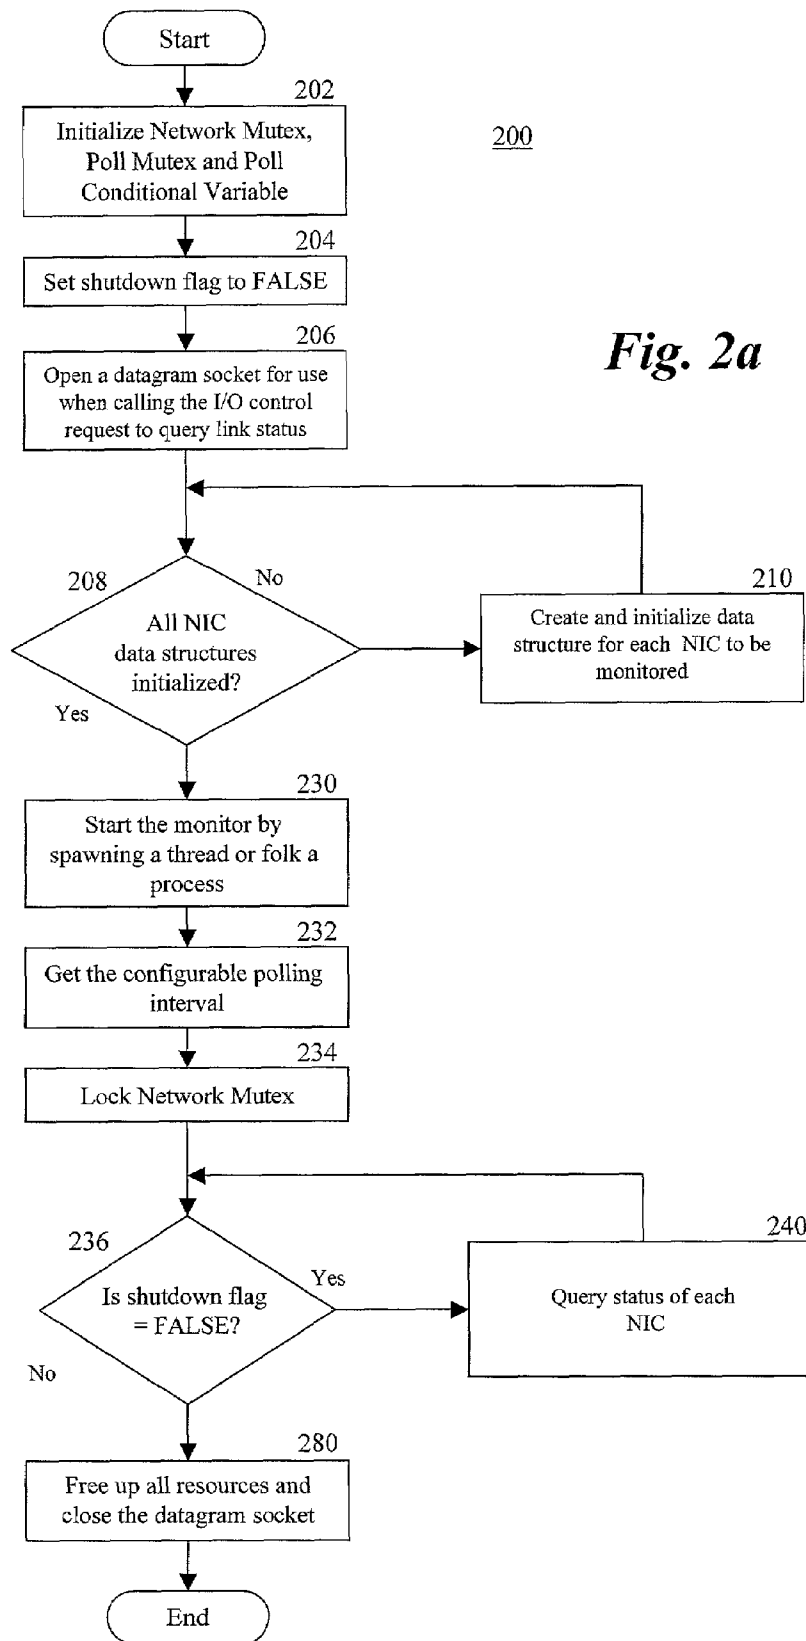 Start
202
Initialize Network Mutex,
Poll Mutex and Poll
Conditional Variable
200
204
Set shutdown flag to FALSE
206
Open a datagram socket for use
when calling the I/O control
request to query link status
Fig. 2a
208
No
All NIC
data structures
initialized?
Yes
210
Create and initialize data
structure for each NIC to be
monitored
230
Start the monitor by
spawning a thread or folk a
process
232
Get the configurable polling
interval
234
Lock Network Mutex
236
Yes
Is shutdown flag
= FALSE?
No
240
Query status of each
NIC
280
Free up all resources and
close the datagram socket
End